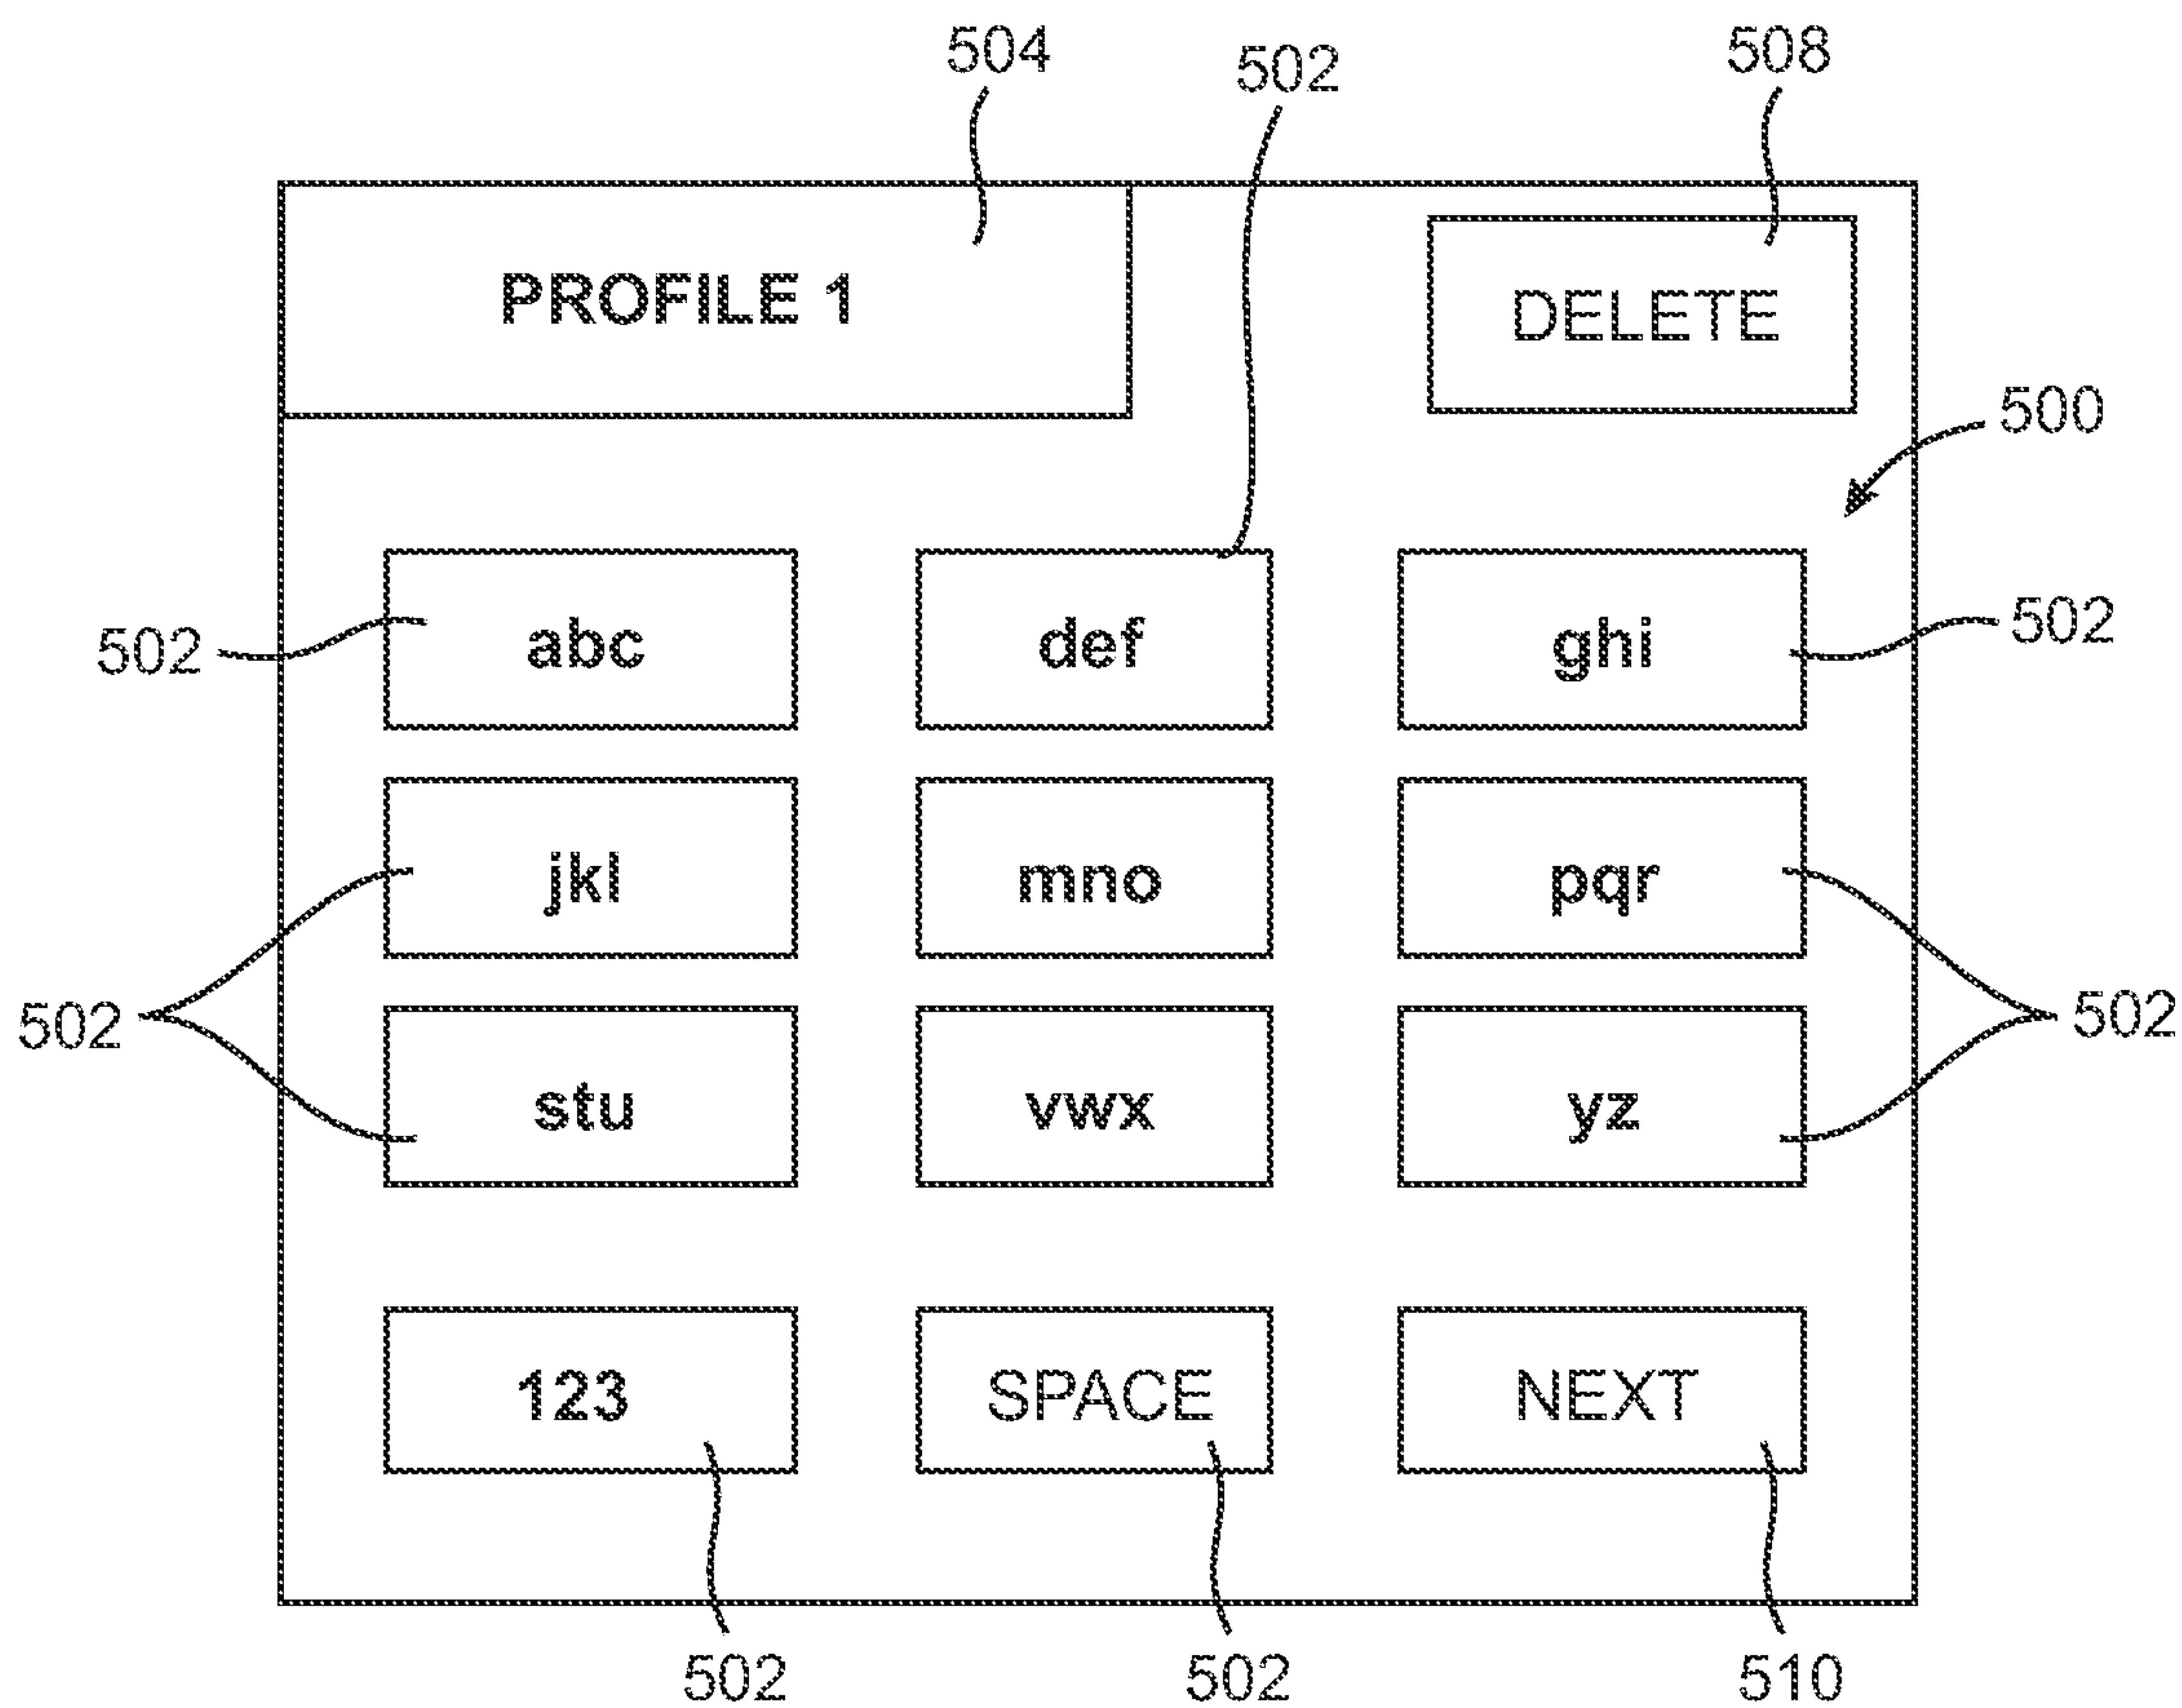 504
502
508
PROFILE 1
DELETE
500
502
abc
def
ghi
502
jkl
mno
pqr
502
stu
vwx
yz
502
123
SPACE
NEXT
502
502
510